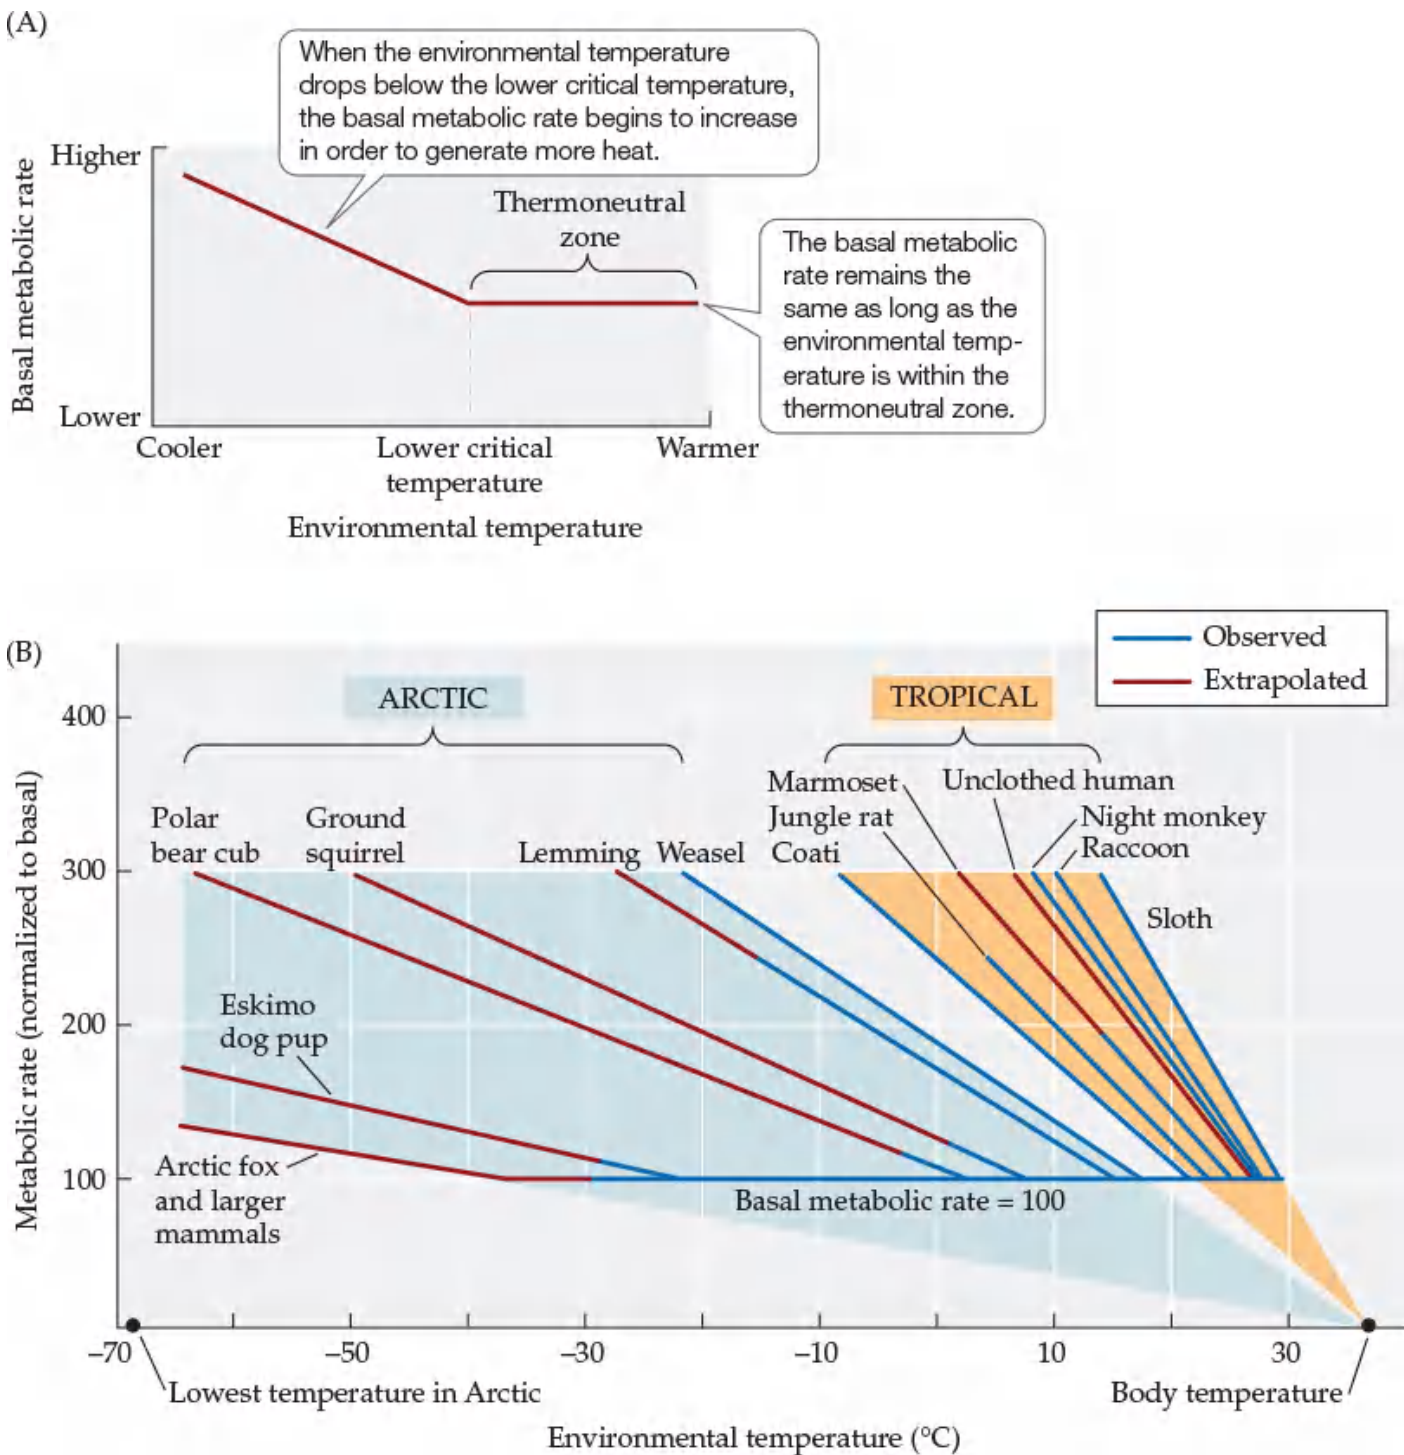 (A)
When the environmental temperature
drops below the lower critical temperature,
the basal metabolic rate begins to increase
in order to generate more heat.
Higher
Thermoneutral
zone
The basal metabolic
rate remains the
same as long as the
environmental temp-
erature is within the
thermoneutral zone.
Basal metabolic rate
Lower
Cooler
Lower critical
temperature
Warmer
Environmental temperature
(B)
Observed
Extrapolated
ARCTIC
TROPICAL
400
Marmoset
Unclothed human
Polar
bear cub
Ground
squirrel
Jungle rat
Night monkey
Lemming
Weasel
Coati
Raccoon
300
Sloth
Eskimo
dog pup
200
Metabolic rate (normalized to basal)
Arctic fox
and larger
mammals
100
Basal metabolic rate = 100
–70
–50
–30
–10
10
30
Lowest temperature in Arctic
Body temperature
Environmental temperature (°C)